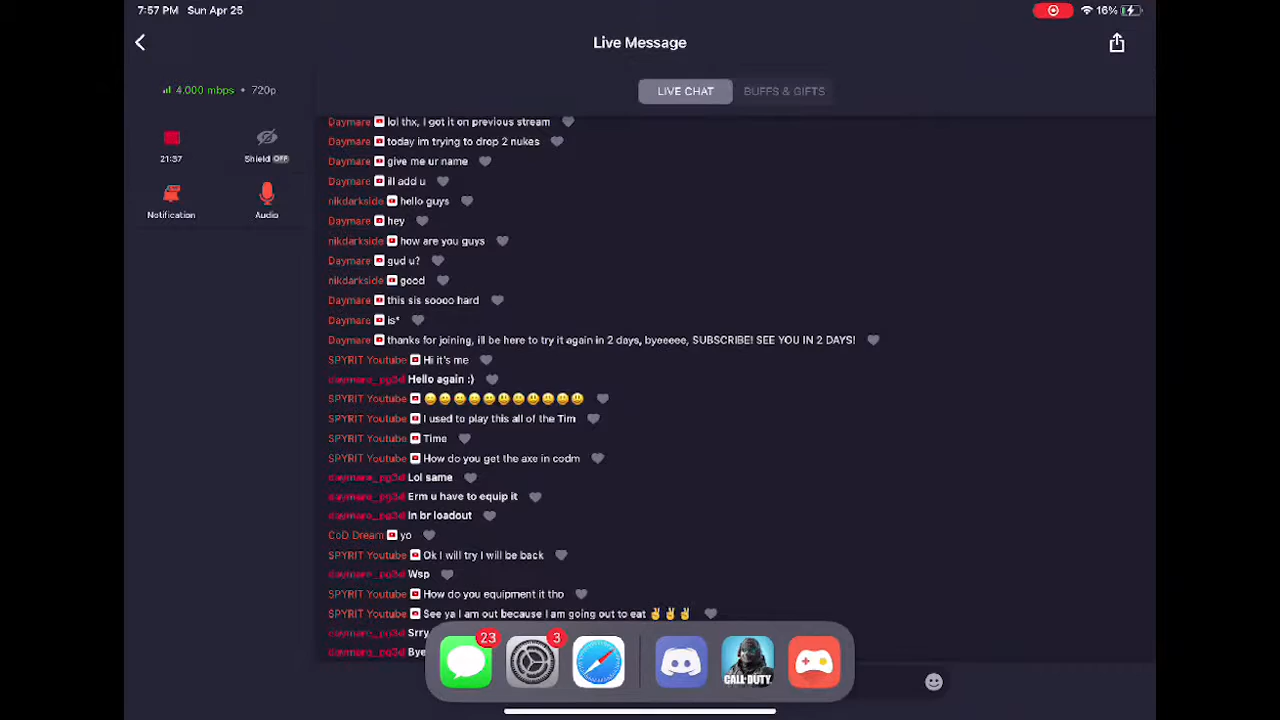 7:57 PM Sun Apr 25
16%
Live Message
4.000 mbps • 720p
LIVE CHAT
BUFFS & GIFTS
21:37
Shield OFF
Notification
Audio
Daymare lol thx, I got it on previous stream
Daymare today im trying to drop 2 nukes
Daymare give me ur name
Daymare ill add u
nikdarkside hello guys
Daymare hey
nikdarkside how are you guys
Daymare gud u?
nikdarkside good
Daymare this sis soooo hard
Daymare is*
Daymare thanks for joining, ill be here to try it again in 2 days, byeeeee, SUBSCRIBE! SEE YOU IN 2 DAYS!
SPYRIT Youtube Hi it's me
daymare_pg3d Hello again :)
SPYRIT Youtube 😀😀😀😀😀😃😀😀😀😀😃
SPYRIT Youtube I used to play this all of the Tim
SPYRIT Youtube Time
SPYRIT Youtube How do you get the axe in codm
daymare_pg3d Lol same
daymare_pg3d Erm u have to equip it
daymare_pg3d In br loadout
CoD Dream yo
SPYRIT Youtube Ok I will try I will be back
daymare_pg3d Wsp
SPYRIT Youtube How do you equipment it tho
SPYRIT Youtube See ya I am out because I am going out to eat ✌️✌️✌️
daymare_pg3d Srry
daymare_pg3d Bye
23
3
CALL OF DUTY